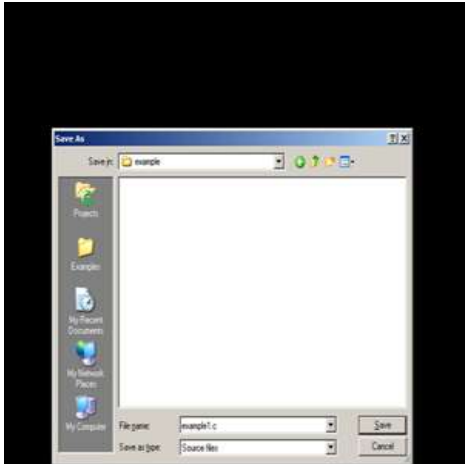 Save As
Save in: example
Projects
Examples
My Recent
Documents
My Network
Places
My Computer
File name: example1.c Save
Save as type: Source files Cancel